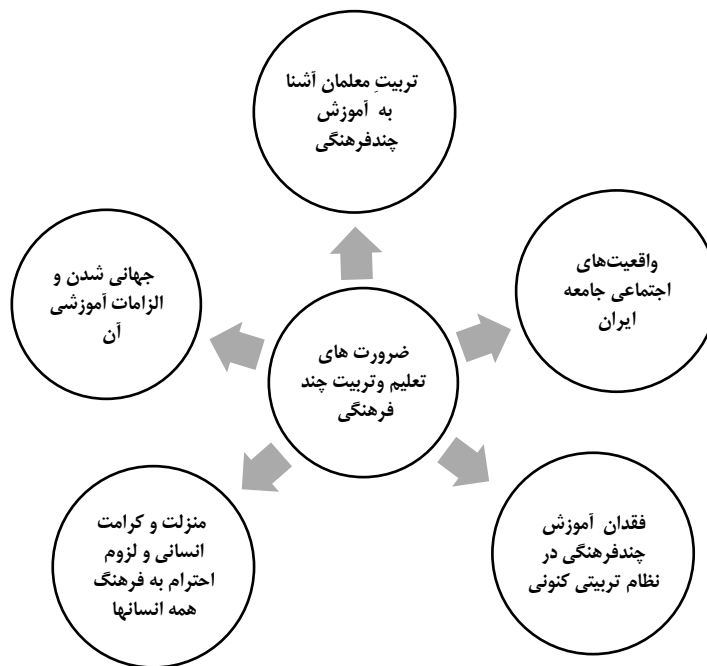 تربیتِ معلمان آشنا
به آموزش
چندفرهنگی
واقعیت‌های
اجتماعی جامعه
ایران
جهانی شدن و
الزامات آموزشی
آن
ضرورت های
تعلیم وتربیت چند
فرهنگی
فقدان آموزش
چندفرهنگی در
نظام تربیتی کنونی
منزلت و کرامت
انسانی و لزوم
احترام به فرهنگ
همه انسانها